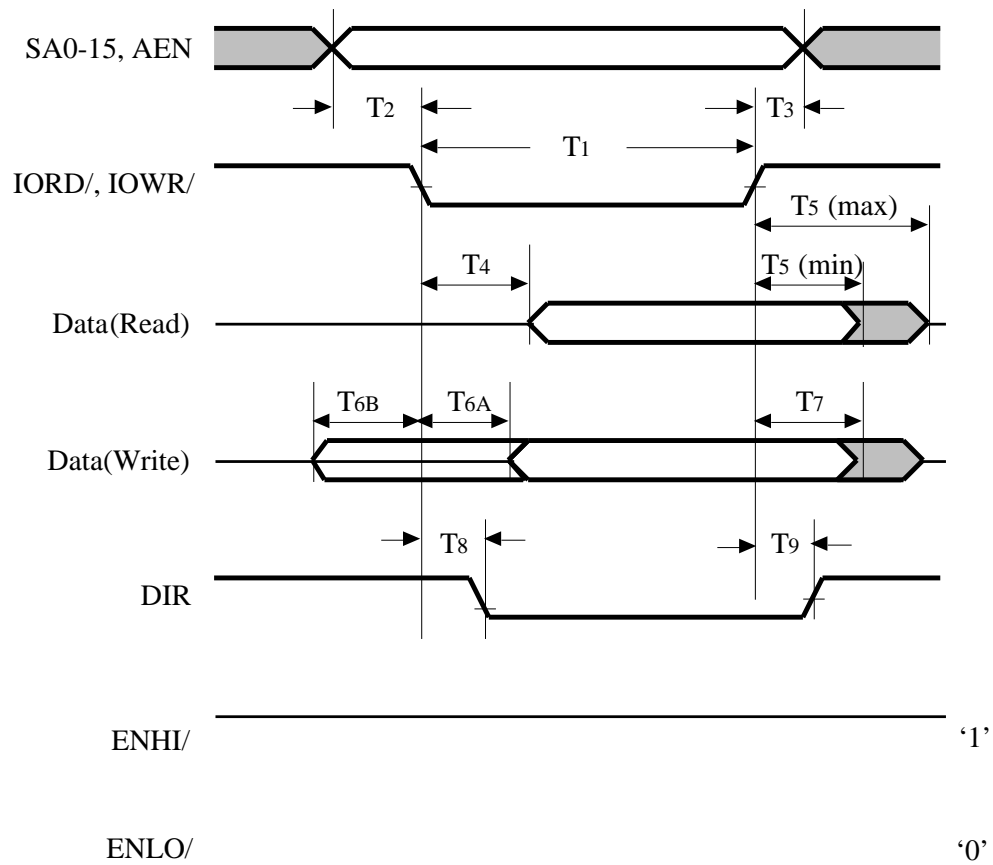 SA0-15, AEN
T2
T3
T1
IORD/, IOWR/
T5 (max)
T4
T5 (min)
Data(Read)
T6B
T6A
T7
Data(Write)
T8
T9
DIR
ENHI/
‘1’
ENLO/
‘0’